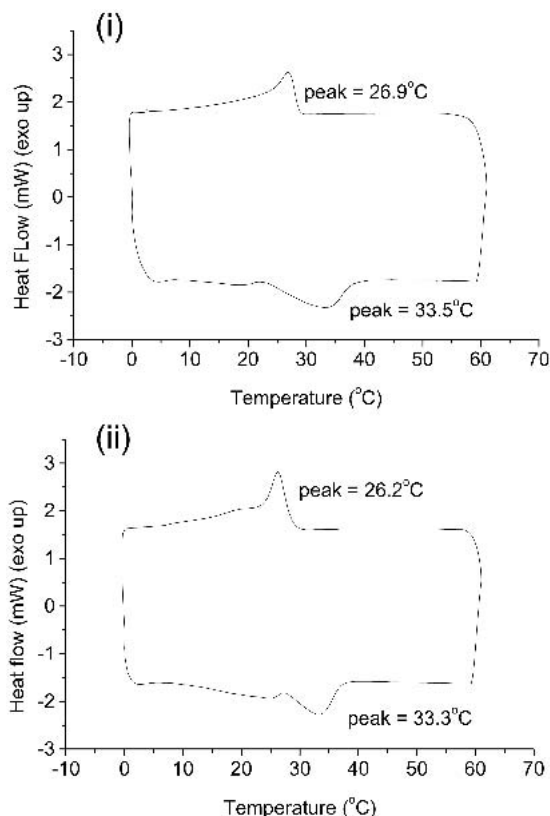 (i)
3
2
1
0
-1
-2
-3
Heat FLow (mW) (exo up)
peak = 26.9°C
peak = 33.5°C
-10 0 10 20 30 40 50 60 70
Temperature (°C)
(ii)
3
2
1
0
-1
-2
-3
Heat flow (mW) (exo up)
peak = 26.2°C
peak = 33.3°C
-10 0 10 20 30 40 50 60 70
Temperature (°C)